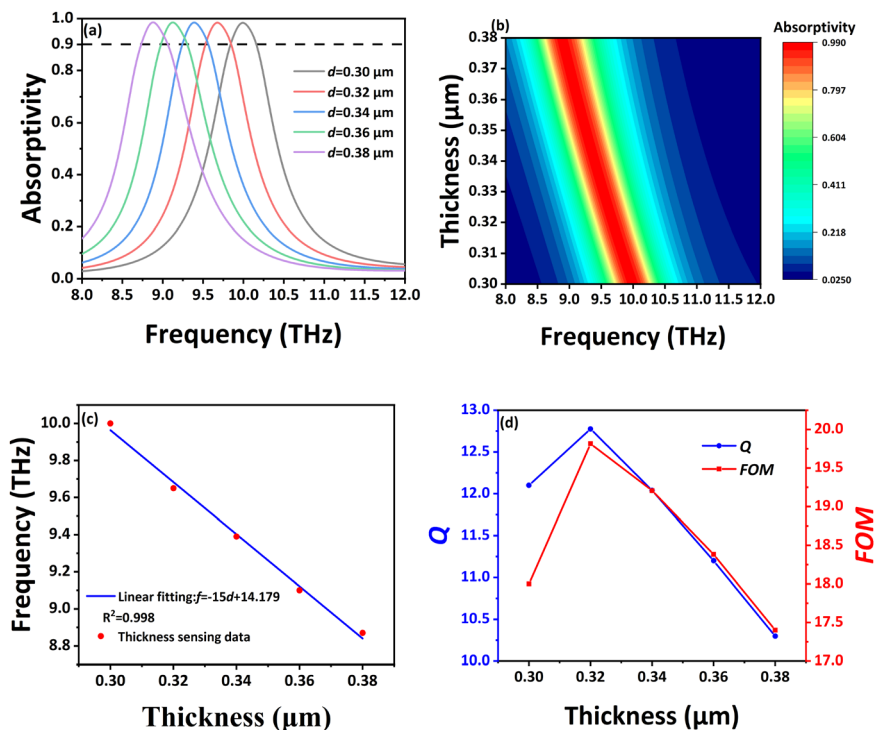 (a)
1.0
0.9
0.8
0.6
0.4
0.2
0.0
Absorptivity
d=0.30 μm
d=0.32 μm
d=0.34 μm
d=0.36 μm
d=0.38 μm
8.0 8.5 9.0 9.5 10.0 10.5 11.0 11.5 12.0
Frequency (THz)
(b)
0.38
0.36
0.34
0.33
0.31
0.30
Thickness (μm)
8.0 8.5 9.0 9.5 10.0 10.5 11.0 11.5 12.0
Frequency (THz)
Absorptivity
0.990
0.797
0.604
0.411
0.218
0.0250
(c)
10.0
9.8
9.6
9.4
9.2
9.0
8.8
Frequency (THz)
Linear fitting:f=-15d+14.179
R²=0.998
Thickness sensing data
0.30 0.32 0.34 0.36 0.38
Thickness (μm)
(d)
13.0
12.5
12.0
11.5
11.0
10.5
10.0
Q
Q
FOM
20.0
19.5
19.0
18.5
18.0
17.5
17.0
FOM
0.30 0.32 0.34 0.36 0.38
Thickness (μm)